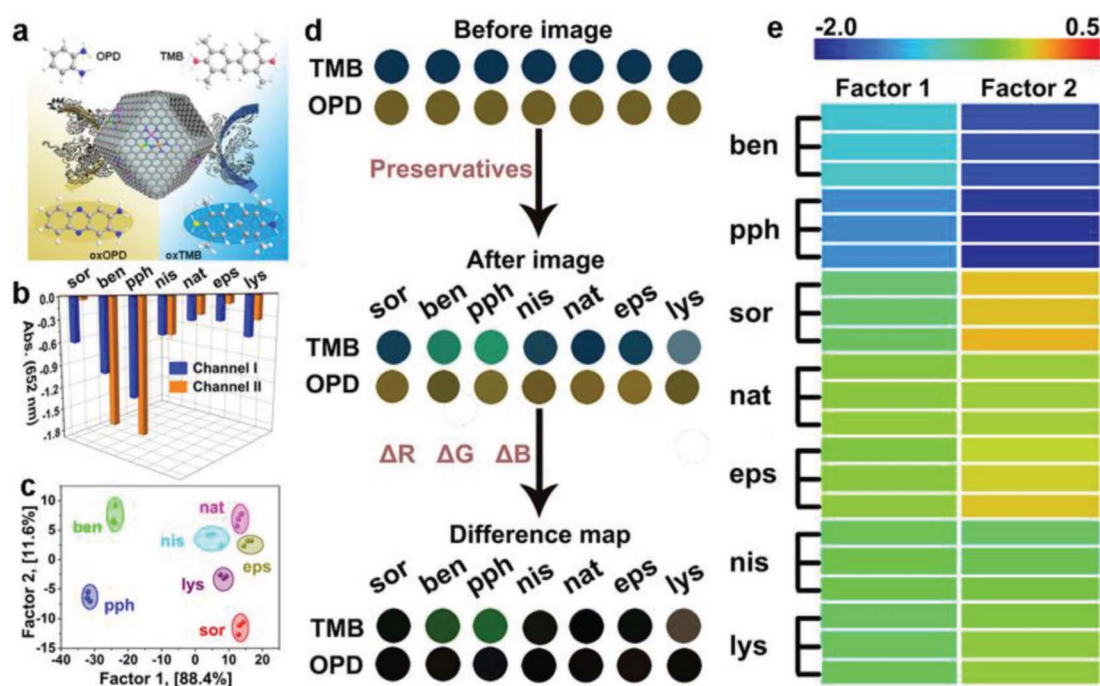 a
OPD
TMB
oxOPD
oxTMB
b
sor ben pph nis nat eps lys
0.0
-0.3
-0.6
-0.9
-1.2
-1.5
-1.8
Abs. (652 nm)
Channel I
Channel II
c
10
5
0
-5
-10
-15
Factor 2, [11.6%]
ben
nat
nis
eps
lys
pph
sor
-40 -30 -20 -10 0 10 20
Factor 1, [88.4%]
d
Before image
TMB
OPD
Preservatives
After image
sor ben pph nis nat eps lys
TMB
OPD
ΔR ΔG ΔB
Difference map
sor ben pph nis nat eps lys
TMB
OPD
e
-2.0 0.5
Factor 1 Factor 2
ben
pph
sor
nat
eps
nis
lys